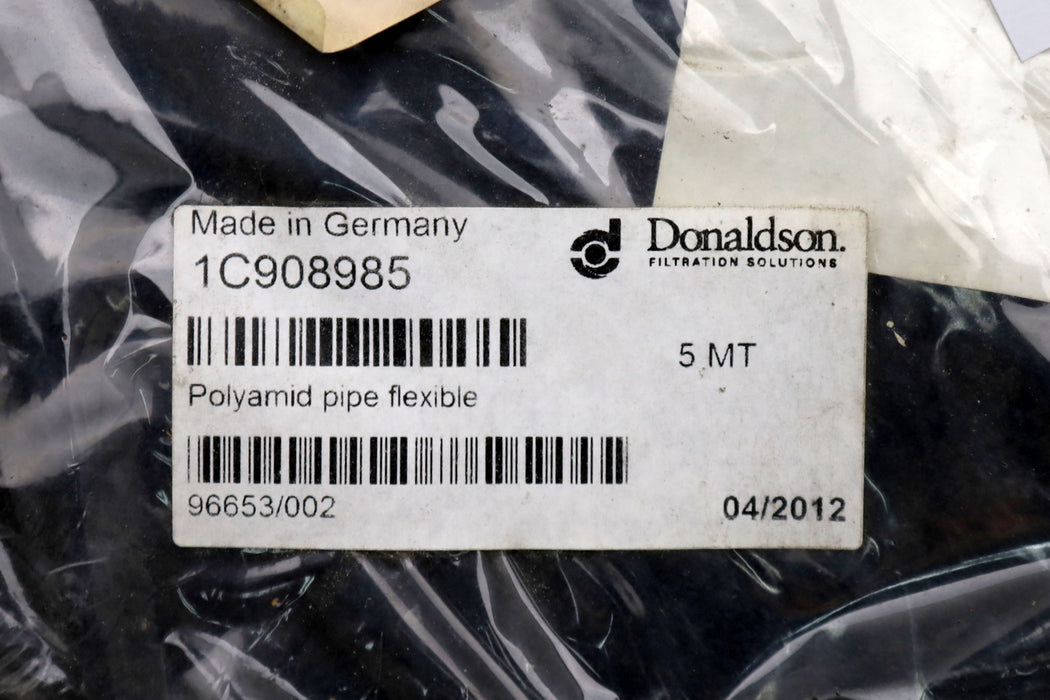 Made in Germany
Donaldson.
FILTRATION SOLUTIONS
1C908985
5 MT
Polyamid pipe flexible
96653/002
04/2012